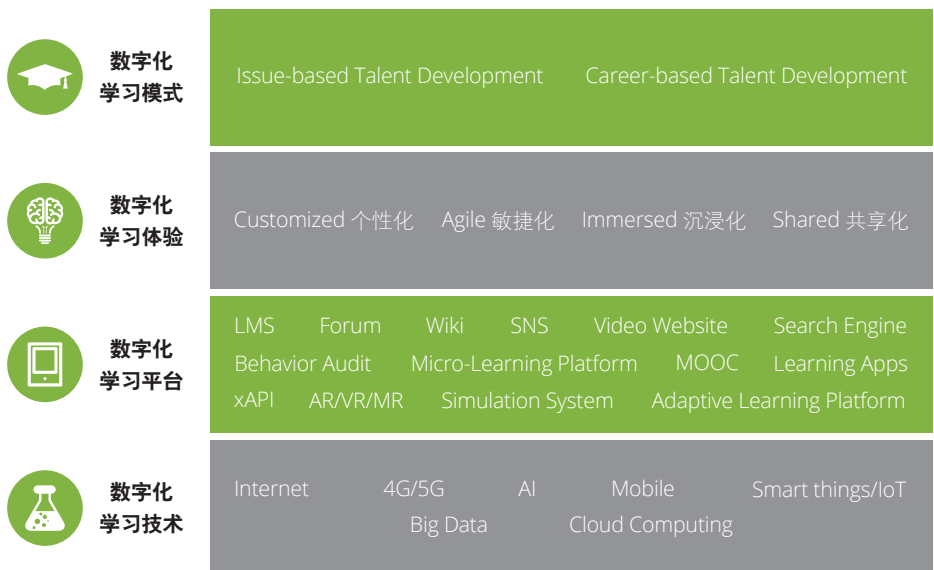 数字化
学习模式
Issue-based Talent Development Career-based Talent Development
数字化
学习体验
Customized 个性化 Agile 敏捷化 Immersed 沉浸化 Shared 共享化
数字化
学习平台
LMS Forum Wiki SNS Video Website Search Engine
Behavior Audit Micro-Learning Platform MOOC Learning Apps
xAPI AR/VR/MR Simulation System Adaptive Learning Platform
数字化
学习技术
Internet 4G/5G AI Mobile Smart things/IoT
Big Data Cloud Computing